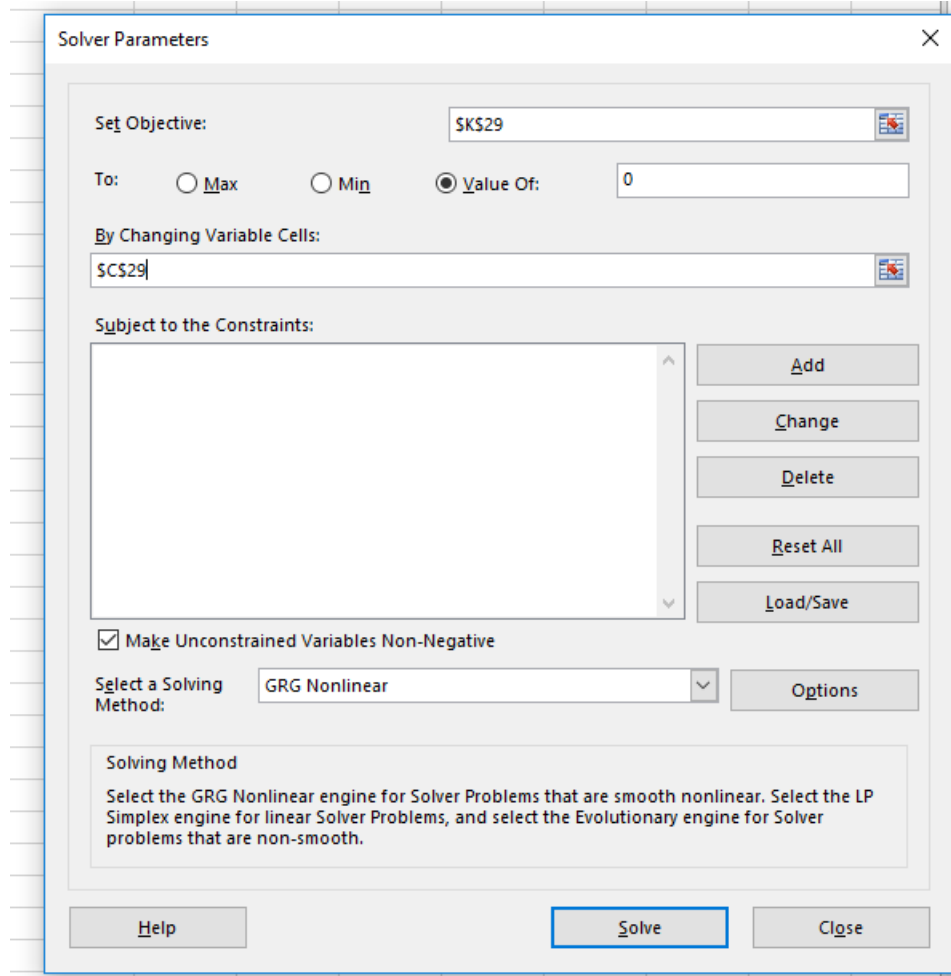 Solver Parameters
Set Objective:
$K$29
To:
Max
Min
Value Of:
0
By Changing Variable Cells:
$C$29
Subject to the Constraints:
Add
Change
Delete
Reset All
Load/Save
Make Unconstrained Variables Non-Negative
Select a Solving
Method:
GRG Nonlinear
Options
Solving Method
Select the GRG Nonlinear engine for Solver Problems that are smooth nonlinear. Select the LP
Simplex engine for linear Solver Problems, and select the Evolutionary engine for Solver
problems that are non-smooth.
Help
Solve
Close